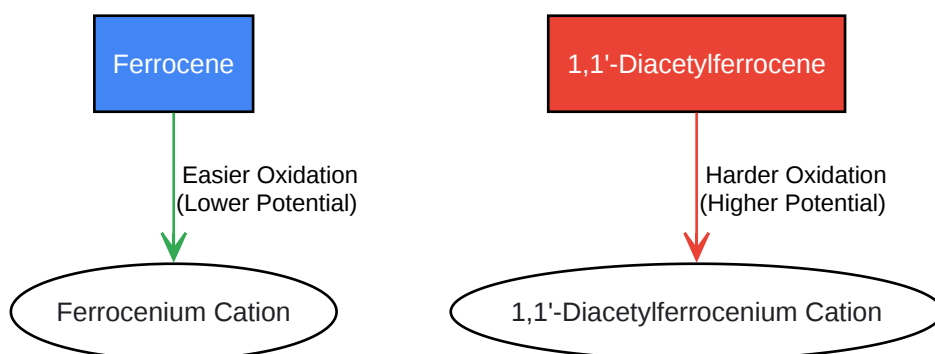 Ferrocene
1,1'-Diacetylferrocene
Easier Oxidation
(Lower Potential)
Harder Oxidation
(Higher Potential)
Ferrocenium Cation
1,1'-Diacetylferrocenium Cation